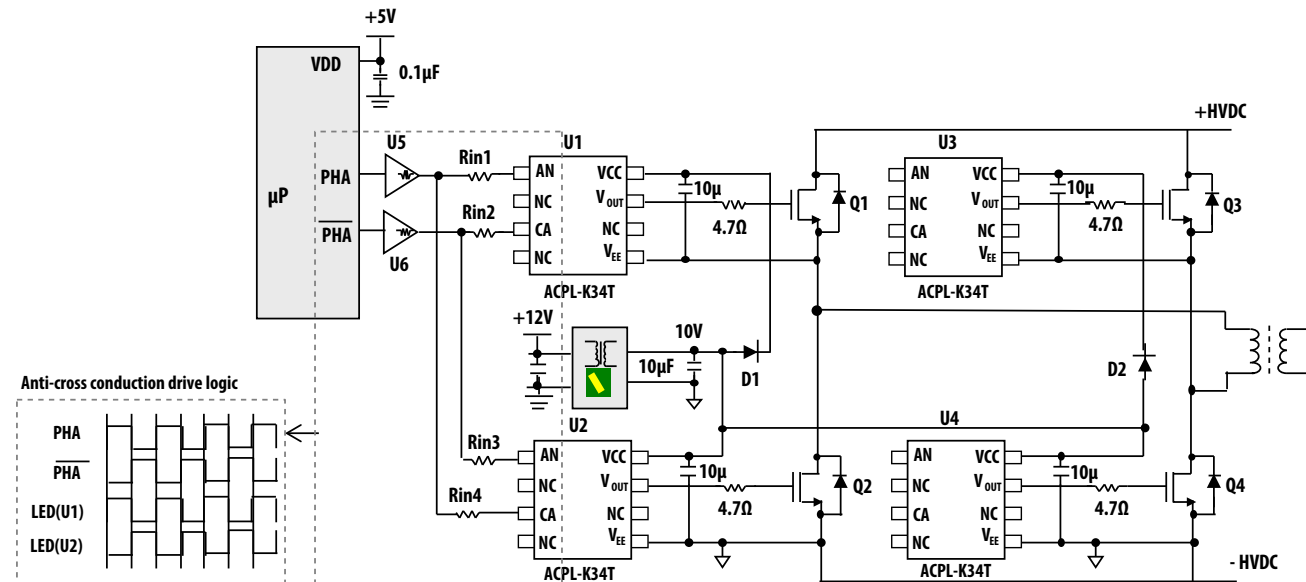 +5V
VDD
0.1µF
+HVDC
U5
U1
U3
Rin1
AN
VCC
AN
VCC
PHA
10µ
10µ
µP
NC
V OUT
Q1
NC
V OUT
Q3
Rin2
4.7Ω
4.7Ω
PHA
CA
NC
CA
NC
U6
NC
VEE
NC
VEE
ACPL-K34T
ACPL-K34T
+12V
10V
10µF
D1
D2
Anti-cross conduction drive logic
U2
U4
PHA
Rin3
AN
VCC
AN
VCC
PHA
10µ
10µ
NC
V OUT
Q2
NC
V OUT
Q4
Rin4
4.7Ω
4.7Ω
LED(U1)
CA
NC
CA
NC
LED(U2)
NC
VEE
NC
VEE
- HVDC
ACPL-K34T
ACPL-K34T